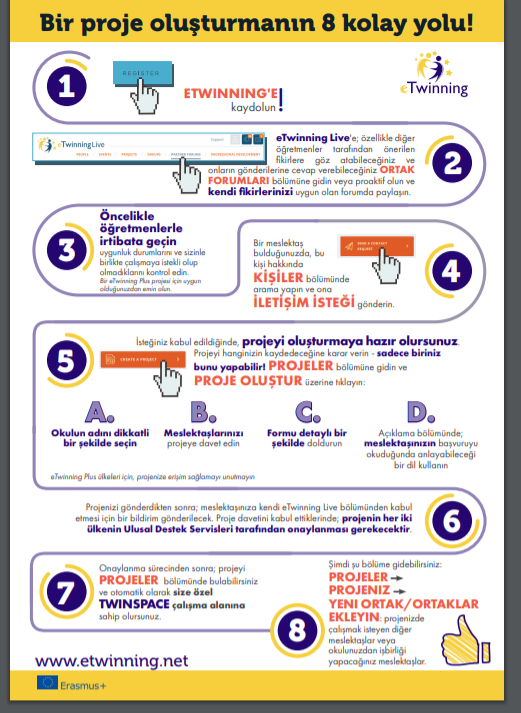 Bir proje oluşturmanın 8 kolay yolu!
1
REGISTER
ETWINNING'E
kaydolun!
eTwinning
eTwinning Live
Support
PEOPLE EVENTS PROJECTS GROUPS PARTNER FORUMS PROFESSIONAL DEVELOPMENT
eTwinning Live'e; özellikle diğer
öğretmenler tarafından önerilen
fikirlere göz atabileceğiniz ve
onların gönderilerine cevap verebileceğiniz ORTAK
FORUMLARI bölümüne gidin veya proaktif olun ve
kendi fikirlerinizi uygun olan forumda paylaşın.
2
3
Öncelikle
öğretmenlerle
irtibata geçin
uygunluk durumlarını ve sizinle
birlikte çalışmaya istekli olup
olmadıklarını kontrol edin.
Bir eTwinning Plus projesi için uygun
olduğunuzdan emin olun.
Bir meslektaş
bulduğunuzda, bu
kişi hakkında
KİŞİLER bölümünde
arama yapın ve ona
İLETİŞİM İSTEĞİ gönderin.
SEND A CONTACT
REQUEST
4
5
İsteğiniz kabul edildiğinde, projeyi oluşturmaya hazır olursunuz.
CREATE A PROJECT
Projeyi hanginizin kaydedeceğine karar verin - sadece biriniz
bunu yapabilir! PROJELER bölümüne gidin ve
PROJE OLUŞTUR üzerine tıklayın:
A.
Okulun adını dikkatli
bir şekilde seçin
B.
Meslektaşlarınızı
projeye davet edin
C.
Formu detaylı bir
şekilde doldurun
D.
Açıklama bölümünde;
meslektaşınızın başvuruyu
okuduğunda anlayabileceği
bir dil kullanın
eTwinning Plus ülkeleri için, projenize erişim sağlamayı unutmayın
Projenizi gönderdikten sonra; meslektaşınıza kendi eTwinning Live bölümünden kabul
etmesi için bir bildirim gönderilecek. Proje davetini kabul ettiklerinde; projenin her iki
ülkenin Ulusal Destek Servisleri tarafından onaylanması gerekecektir.
6
7
Onaylanma sürecinden sonra; projeyi
PROJELER bölümünde bulabilirsiniz
ve otomatik olarak size özel
TWINSPACE çalışma alanına
sahip olursunuz.
8
Şimdi şu bölüme gidebilirsiniz:
PROJELER →
PROJENIZ →
YENI ORTAK/ORTAKLAR
EKLEYIN: projenizde
çalışmak isteyen diğer
meslektaşlar veya
okulunuzdan işbirliği
yapacağınız meslektaşlar.
www.etwinning.net
Erasmus+